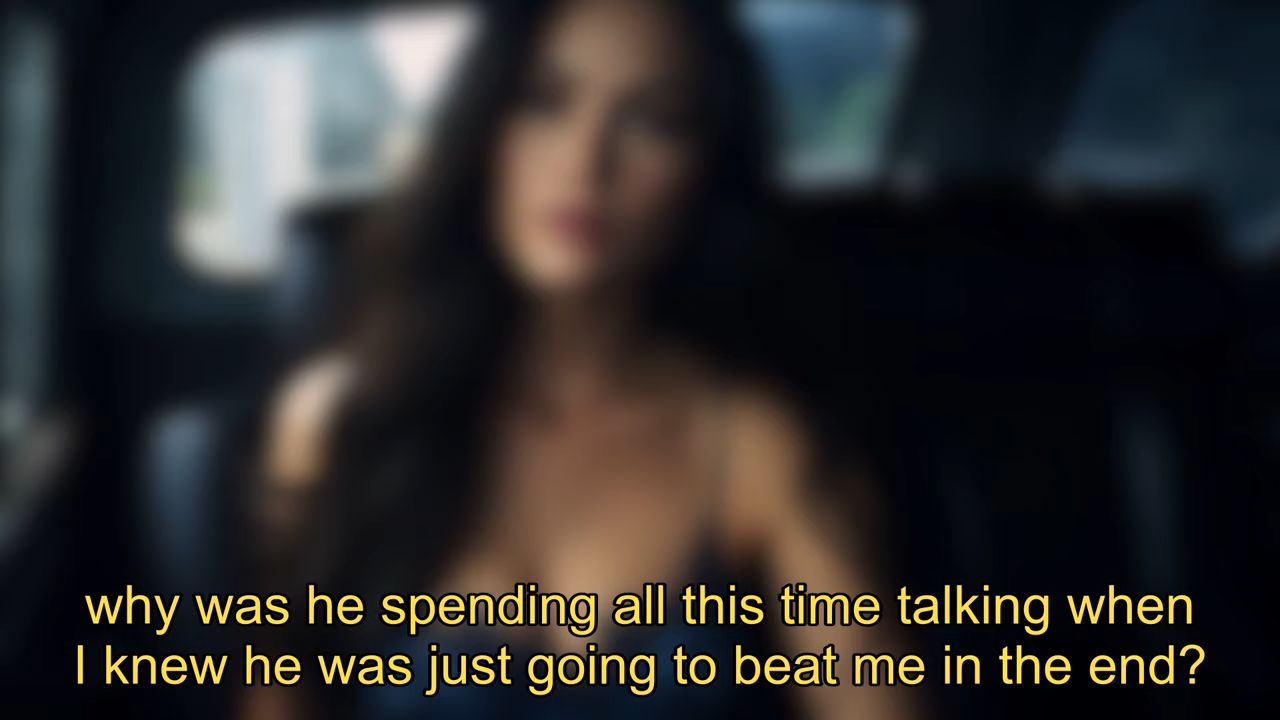 why was he spending all this time talking when
I knew he was just going to beat me in the end?